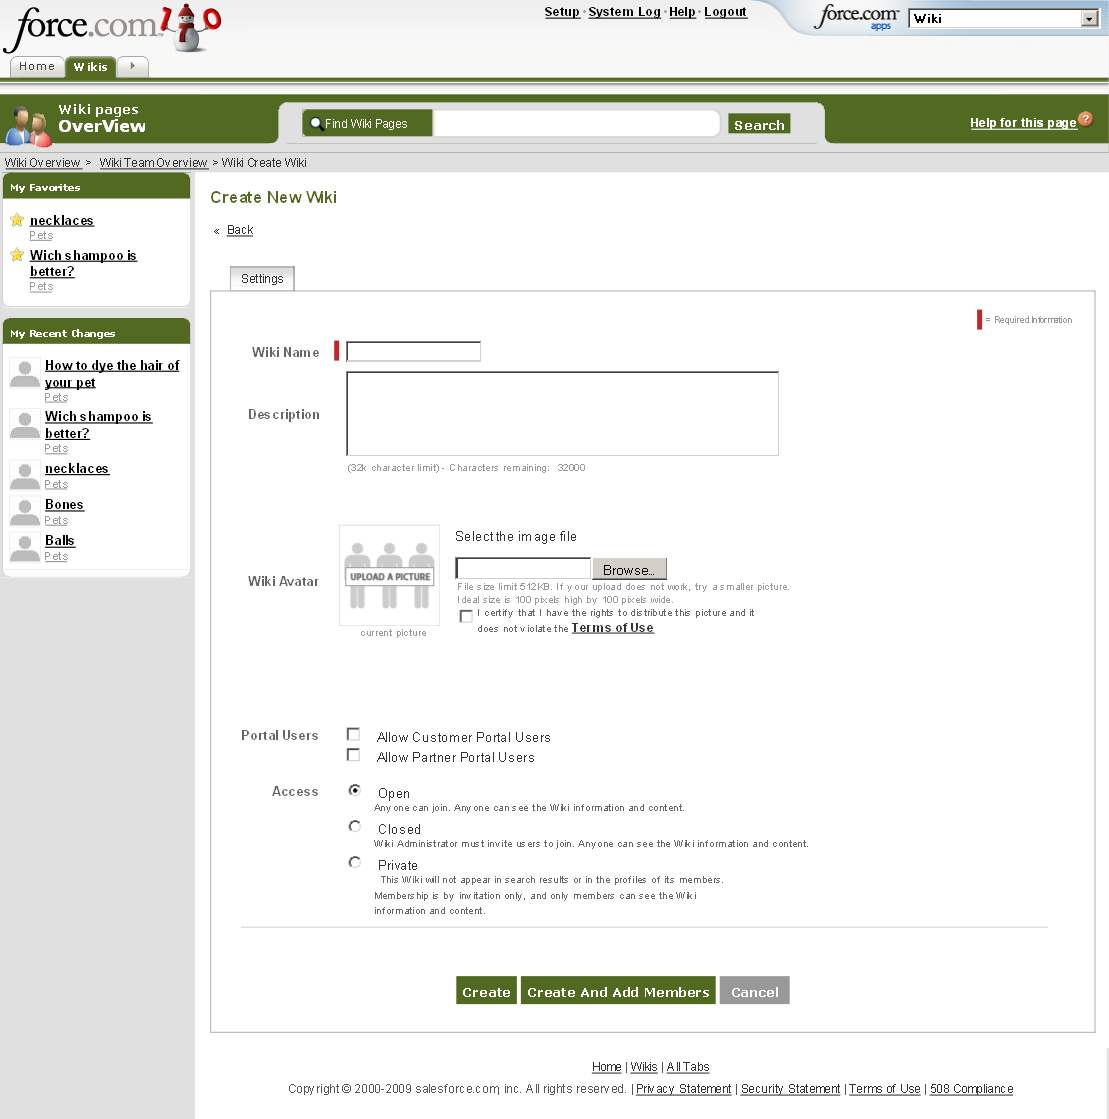 force.com 10
Setup · System Log · Help · Logout
force.com apps
Wiki
Home
Wikis
Wiki pages
OverView
Find Wiki Pages
Search
Help for this page
Wiki Overview > Wiki Team Overview > Wiki Create Wiki
My Favorites
necklaces
Pets
Wich shampoo is
better?
Pets
My Recent Changes
How to dye the hair of
your pet
Pets
Wich shampoo is
better?
Pets
necklaces
Pets
Bones
Pets
Balls
Pets
Create New Wiki
« Back
Settings
= Required Information
Wiki Name
Description
(32k character limit) - Characters remaining: 32000
Wiki Avatar
UPLOAD A PICTURE
current picture
Select the image file
Browse...
File size limit 512KB. If your upload does not work, try a smaller picture.
Ideal size is 100 pixels high by 100 pixels wide.
I certify that I have the rights to distribute this picture and it
does not violate the Terms of Use
Portal Users
Allow Customer Portal Users
Allow Partner Portal Users
Access
Open
Anyone can join. Anyone can see the Wiki information and content.
Closed
Wiki Administrator must invite users to join. Anyone can see the Wiki information and content.
Private
This Wiki will not appear in search results or in the profiles of its members.
Membership is by invitation only, and only members can see the Wiki
information and content.
Create
Create And Add Members
Cancel
Home | Wikis | All Tabs
Copyright © 2000-2009 salesforce.com, inc. All rights reserved. | Privacy Statement | Security Statement | Terms of Use | 508 Compliance